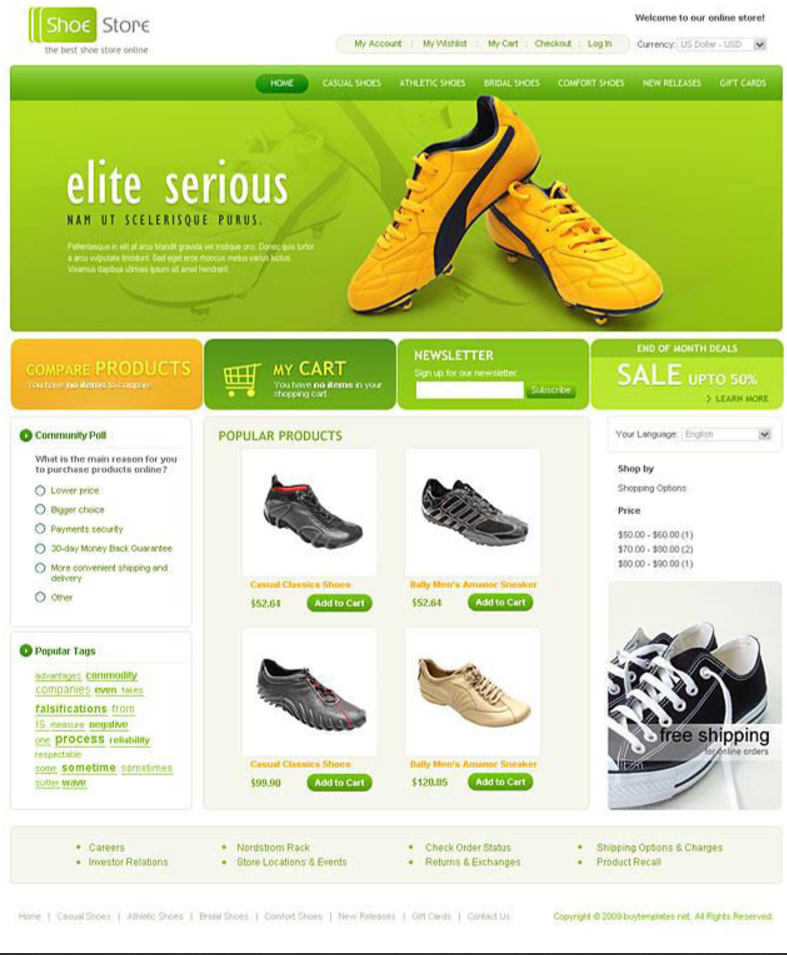 Shoe Store
the best shoe store online
Welcome to our online store!
My Account : My Wishlist : My Cart : Checkout : Log In
Currency: US Dollar - USD
HOME CASUAL SHOES ATHLETIC SHOES BRIDAL SHOES COMFORT SHOES NEW RELEASES GIFT CARDS
elite serious
NAM UT SCELERISQUE PURUS.
Pellentesque in elit at arcu blandit gravida vel tristique orci. Donec quis tortor
a arcu vulputate tincidunt. Sed eget eros rhoncus metus varius luctus.
Vivamus dapibus ultrices ipsum sit amet hendrerit.
COMPARE PRODUCTS
You have no items to compare.
MY CART
You have no items in your
shopping cart.
NEWSLETTER
Sign up for our newsletter:
Subscribe
END OF MONTH DEALS
SALE UPTO 50%
> LEARN MORE
Community Poll
What is the main reason for you
to purchase products online?
Lower price
Bigger choice
Payments security
30-day Money Back Guarantee
More convenient shipping and
delivery
Other
Popular Tags
advantages commodity
companies even fakes
falsifications from
IS measure negative
one process reliability
respectable
some sometime sometimes
suffer wave
POPULAR PRODUCTS
Casual Classics Shoes
$52.64 Add to Cart
Bally Men's Amanor Sneaker
$52.64 Add to Cart
Casual Classics Shoes
$99.90 Add to Cart
Bally Men's Amanor Sneaker
$120.85 Add to Cart
Your Language: English
Shop by
Shopping Options
Price
$50.00 - $60.00 (1)
$70.00 - $80.00 (2)
$80.00 - $90.00 (1)
free shipping
for online orders
Careers
Investor Relations
Nordstrom Rack
Store Locations & Events
Check Order Status
Returns & Exchanges
Shipping Options & Charges
Product Recall
Home | Casual Shoes | Athletic Shoes | Bridal Shoes | Comfort Shoes | New Releases | Gift Cards | Contact Us
Copyright © 2009 buytemplates.net. All Rights Reserved.